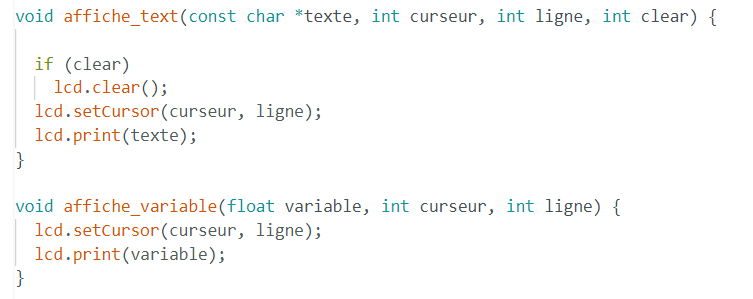 void affiche_text(const char *texte, int curseur, int ligne, int clear) {
if (clear)
lcd.clear();
lcd.setCursor(curseur, ligne);
lcd.print(texte);
}
void affiche_variable(float variable, int curseur, int ligne) {
lcd.setCursor(curseur, ligne);
lcd.print(variable);
}